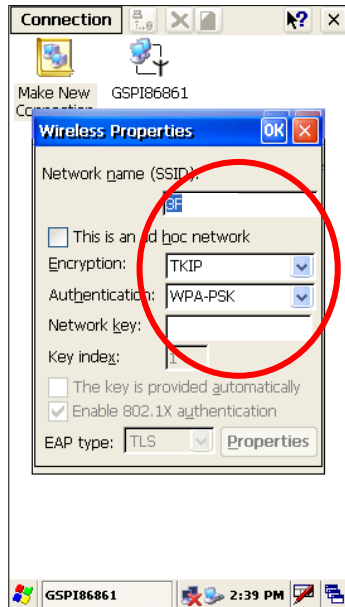 Connection
Make New Connection
GSPI86861
Wireless Properties OK
Network name (SSID):
3F
This is an ad hoc network
Encryption: TKIP
Authentication: WPA-PSK
Network key:
Key index: 1
The key is provided automatically
Enable 802.1X authentication
EAP type: TLS Properties
GSPI86861 2:39 PM